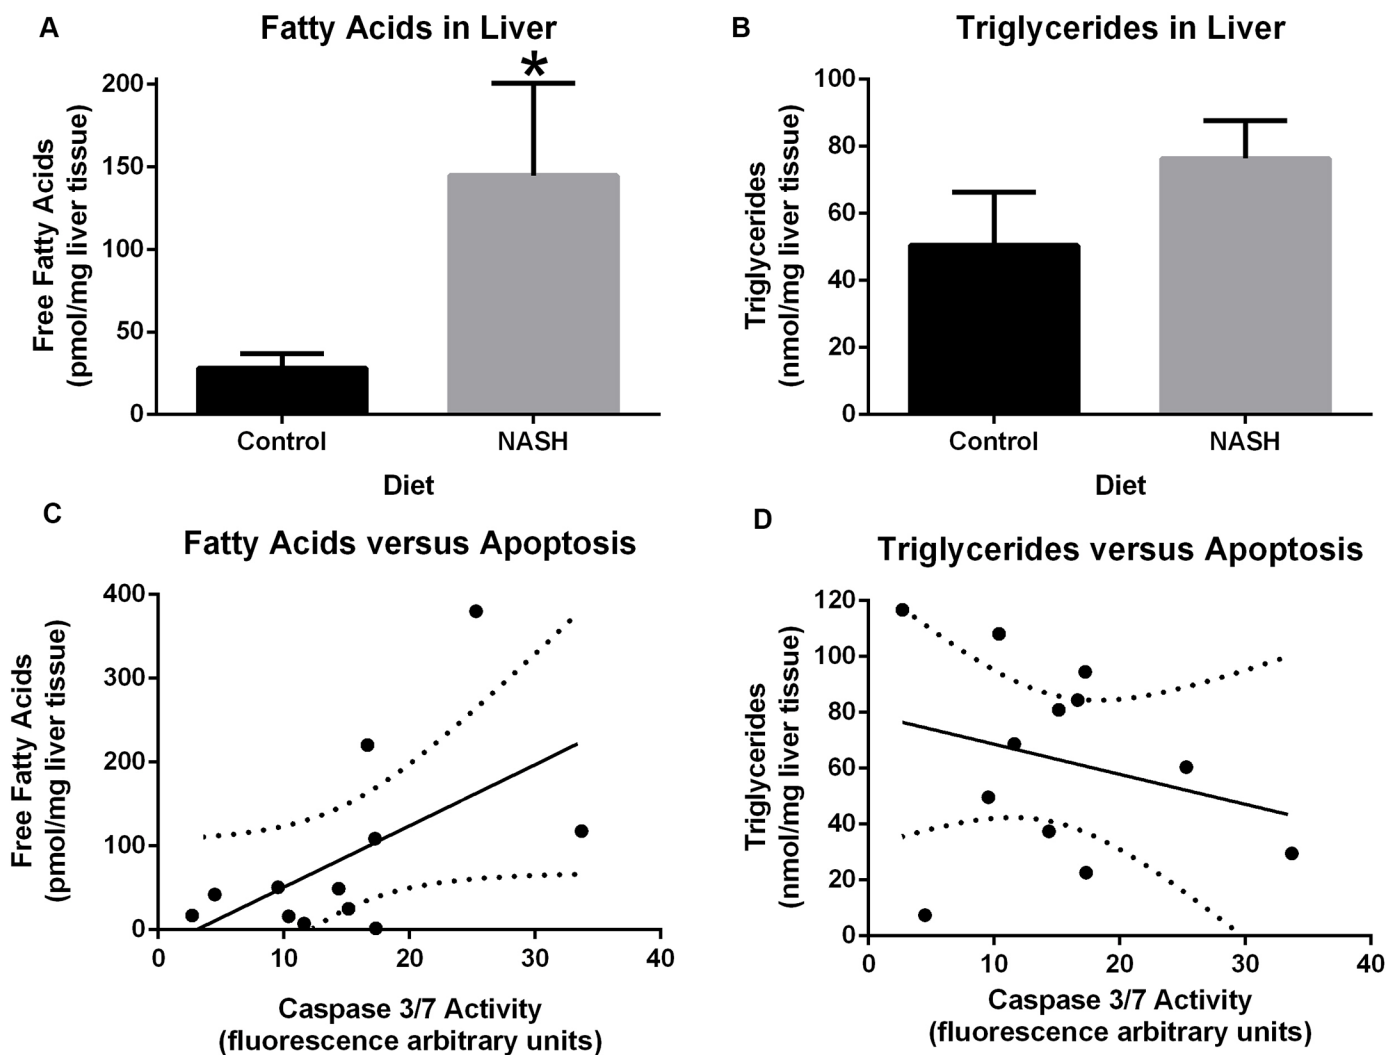 A
Fatty Acids in Liver
*
Free Fatty Acids
(pmol/mg liver tissue)
200
150
100
50
0
Control
NASH
Diet
B
Triglycerides in Liver
Triglycerides
(nmol/mg liver tissue)
100
80
60
40
20
0
Control
NASH
Diet
C
Fatty Acids versus Apoptosis
Free Fatty Acids
(pmol/mg liver tissue)
400
300
200
100
0
0
10
20
30
40
Caspase 3/7 Activity
(fluorescence arbitrary units)
D
Triglycerides versus Apoptosis
Triglycerides
(nmol/mg liver tissue)
120
100
80
60
40
20
0
0
10
20
30
40
Caspase 3/7 Activity
(fluorescence arbitrary units)